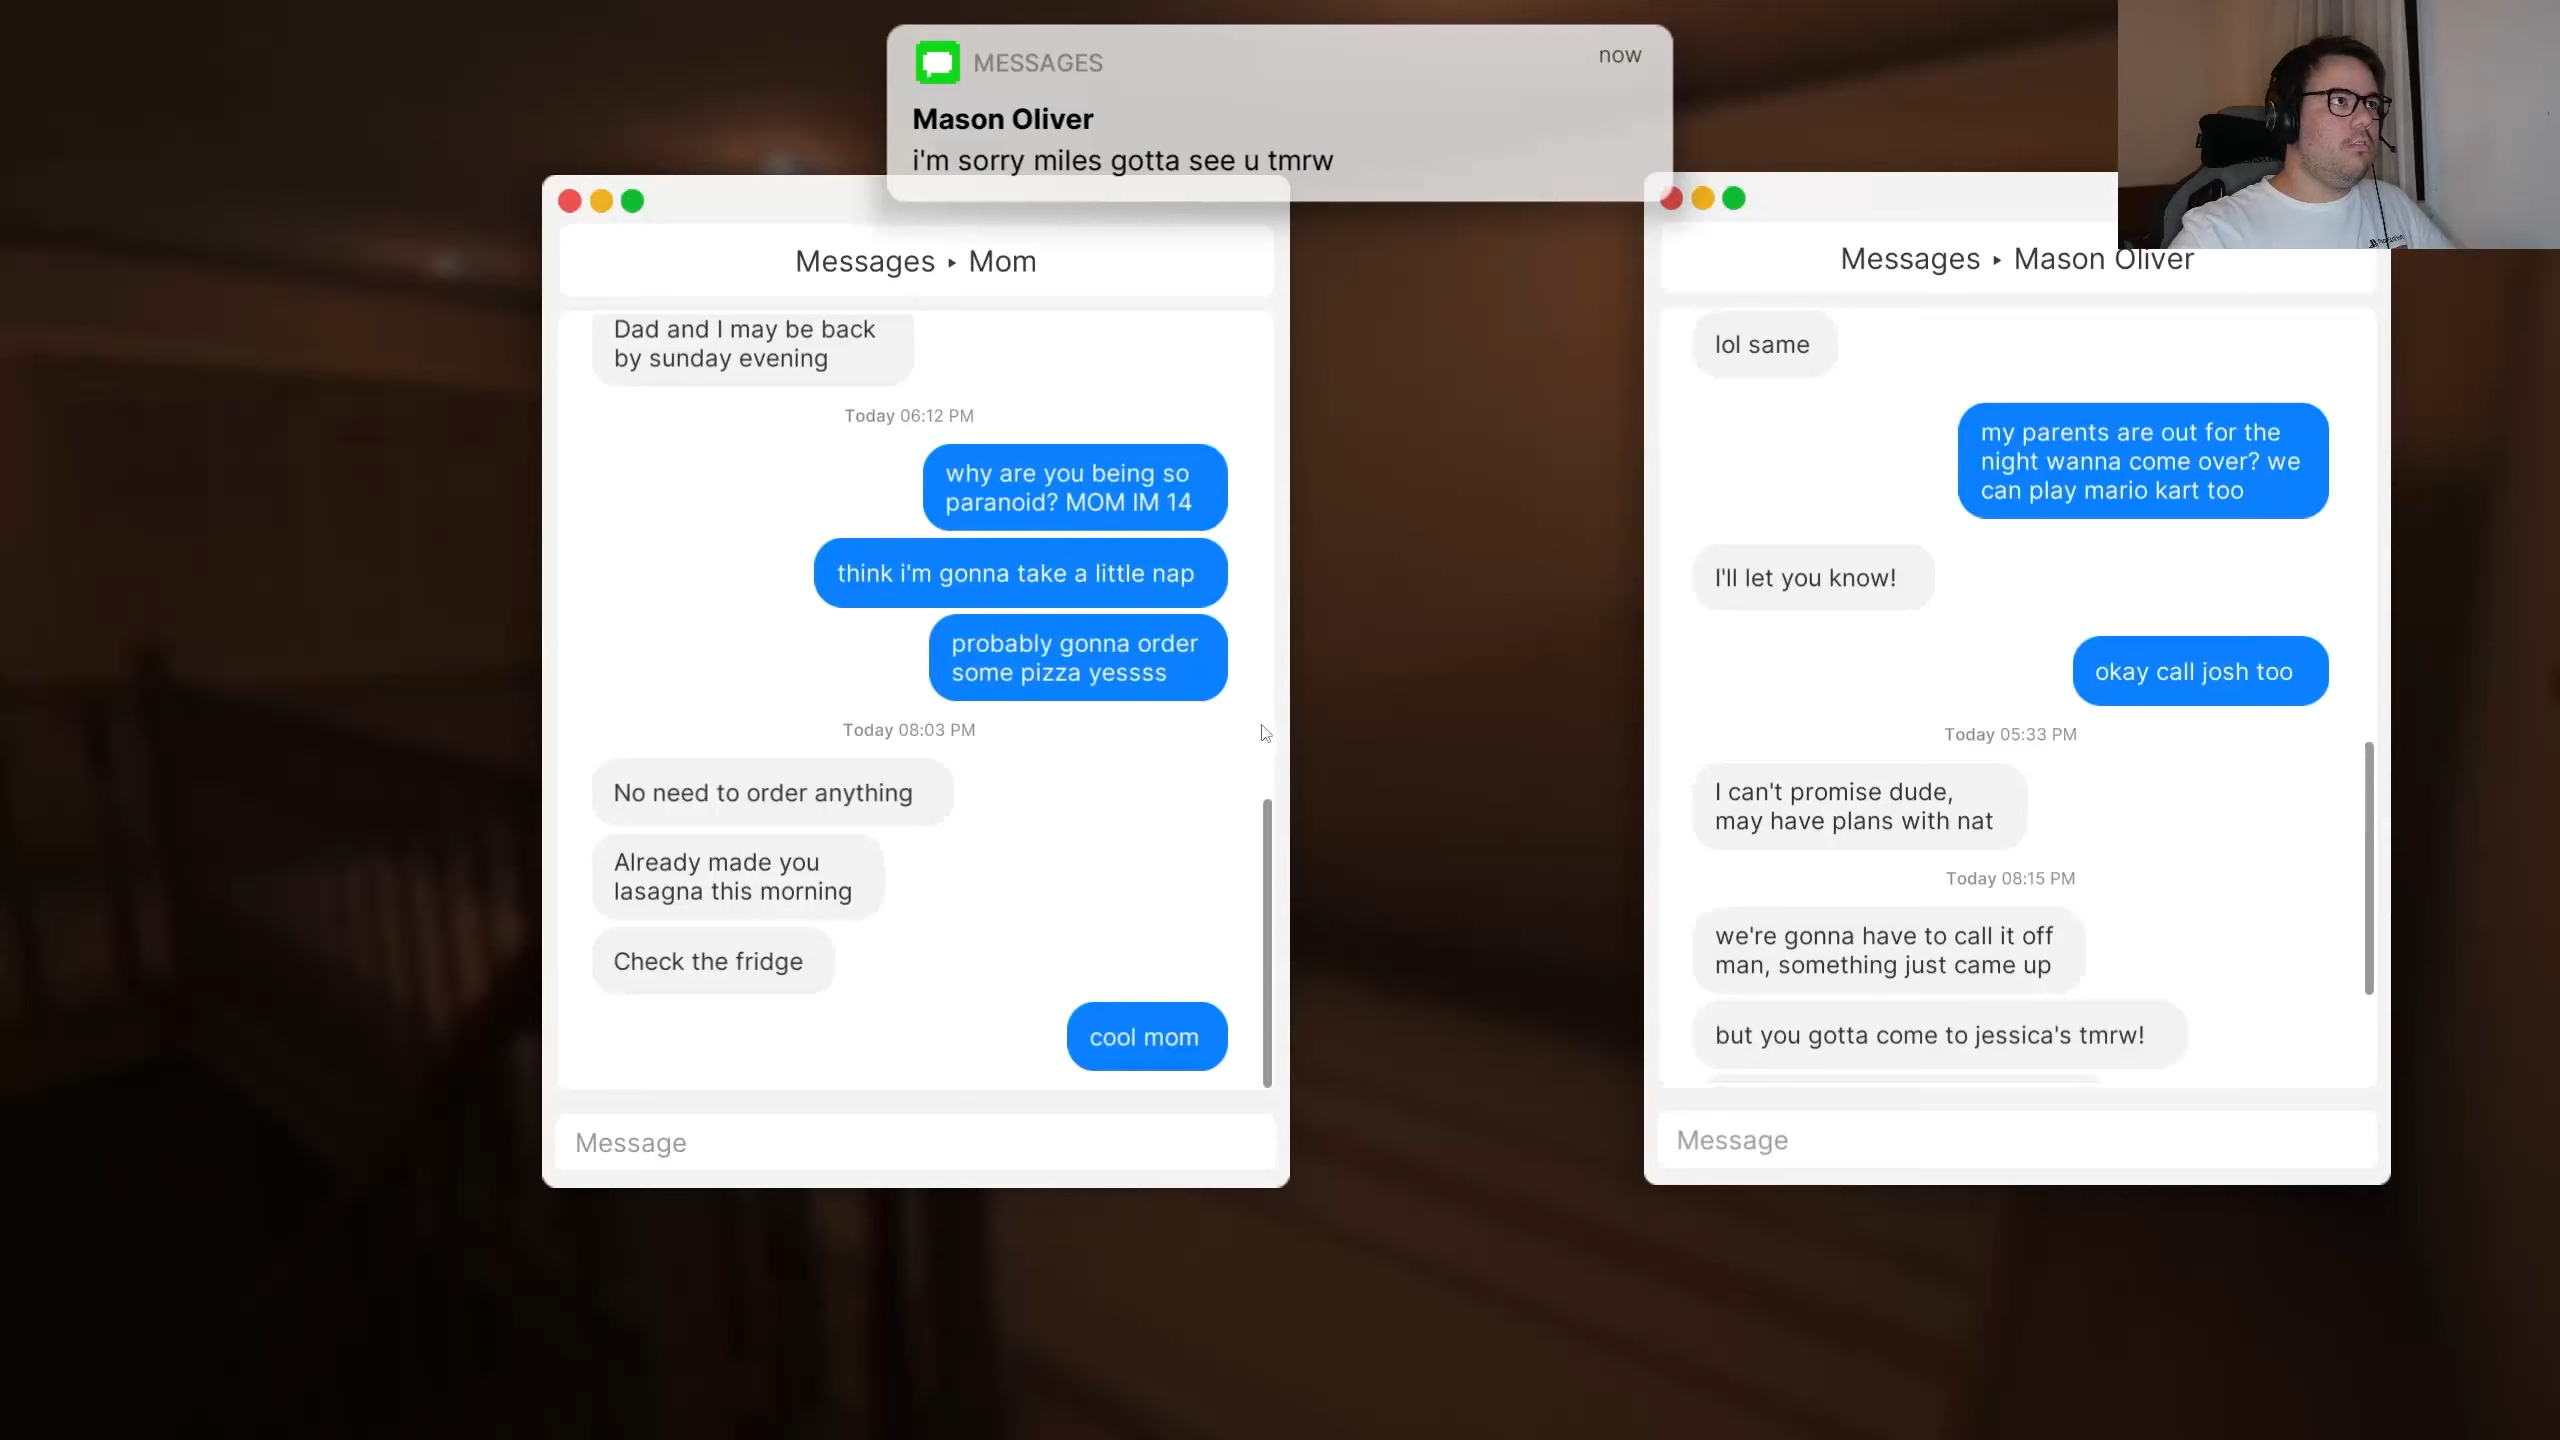 MESSAGES
now
Mason Oliver
i'm sorry miles gotta see u tmrw
Messages ‣ Mom
Dad and I may be back
by sunday evening
Today 06:12 PM
why are you being so
paranoid? MOM IM 14
think i'm gonna take a little nap
probably gonna order
some pizza yessss
Today 08:03 PM
No need to order anything
Already made you
lasagna this morning
Check the fridge
cool mom
Message
Messages ‣ Mason Oliver
lol same
my parents are out for the
night wanna come over? we
can play mario kart too
I'll let you know!
okay call josh too
Today 05:33 PM
I can't promise dude,
may have plans with nat
Today 08:15 PM
we're gonna have to call it off
man, something just came up
but you gotta come to jessica's tmrw!
Message